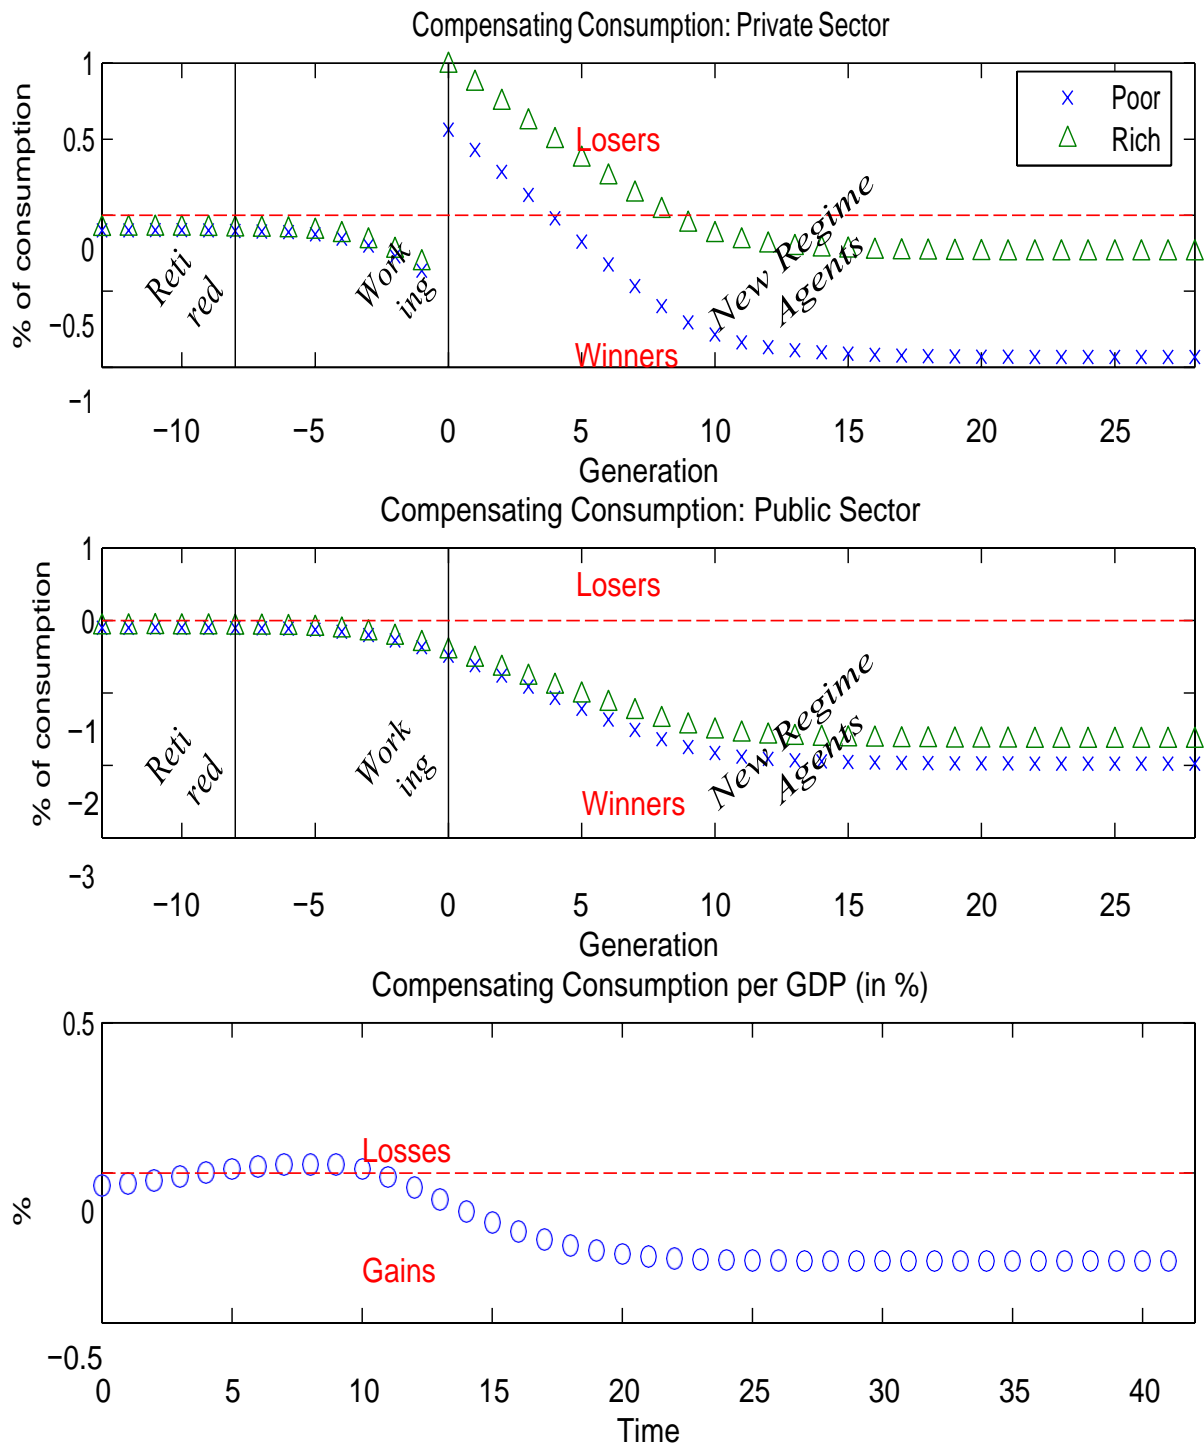 Compensating Consumption: Private Sector
% of consumption
1
0.5
0
−0.5
−1
Poor
Rich
Losers
Winners
Reti
red
Work
ing
New Regime
Agents
−10 −5 0 5 10 15 20 25
Generation
Compensating Consumption: Public Sector
% of consumption
1
0
−1
−2
−3
Losers
Winners
Reti
red
Work
ing
New Regime
Agents
−10 −5 0 5 10 15 20 25
Generation
Compensating Consumption per GDP (in %)
%
0.5
0
−0.5
Losses
Gains
0 5 10 15 20 25 30 35 40
Time